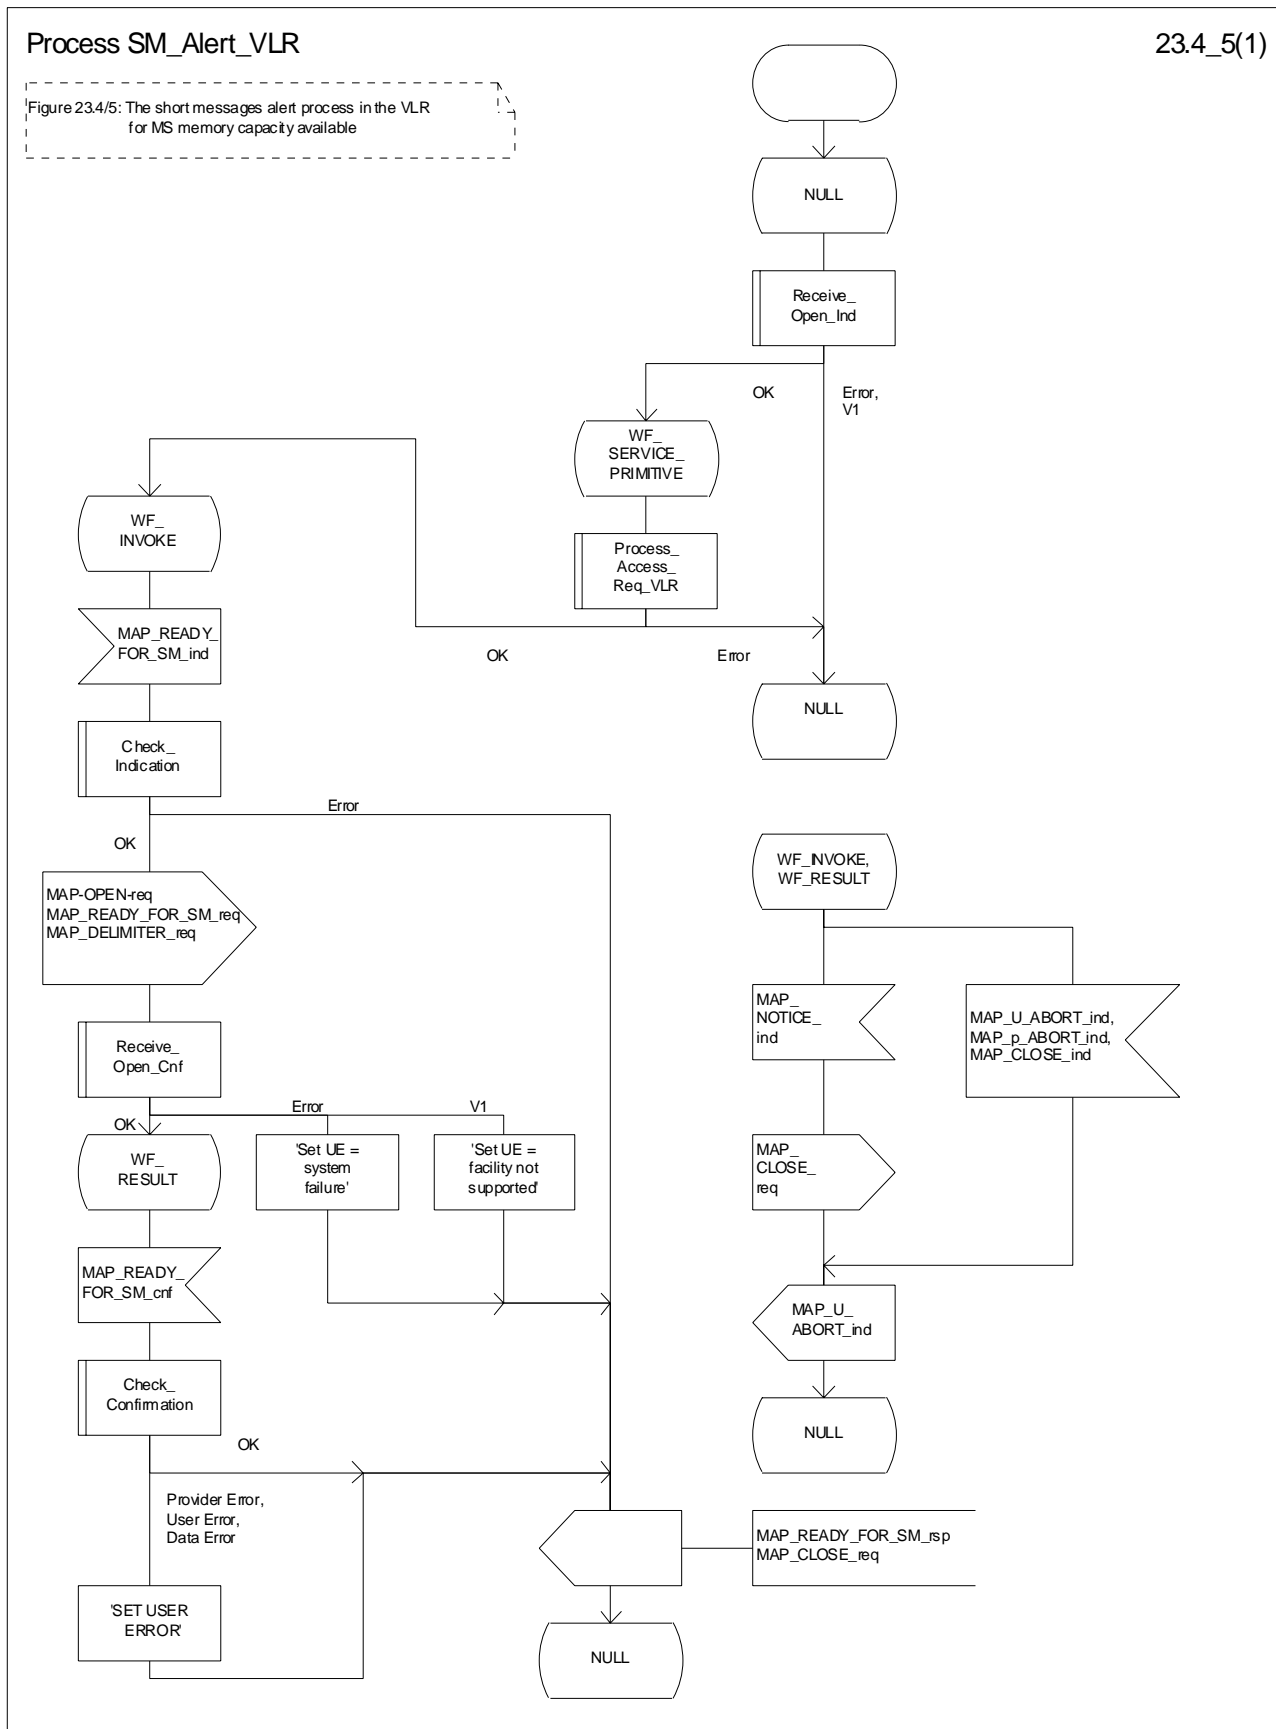 Process SM_Alert_VLR
23.4_5(1)
Figure 23.4/5: The short messages alert process in the VLR
for MS memory capacity available
NULL
Receive_
Open_Ind
OK
Error,
V1
WF_
SERVICE_
PRIMITIVE
WF_
INVOKE
Process_
Access_
Req_VLR
MAP_READY_
FOR_SM_ind
OK
Error
NULL
Check_
Indication
Error
OK
WF_INVOKE,
WF_RESULT
MAP-OPEN-req
MAP_READY_FOR_SM_req
MAP_DELIMITER_req
MAP_
NOTICE_
ind
MAP_U_ABORT_ind,
MAP_p_ABORT_ind,
MAP_CLOSE_ind
Receive_
Open_Cnf
Error
V1
OK
WF_
RESULT
'Set UE =
system
failure'
'Set UE =
facility not
supported'
MAP_
CLOSE_
req
MAP_READY_
FOR_SM_cnf
MAP_U_
ABORT_ind
Check_
Confirmation
NULL
OK
Provider Error,
User Error,
Data Error
MAP_READY_FOR_SM_rsp
MAP_CLOSE_req
'SET USER
ERROR'
NULL